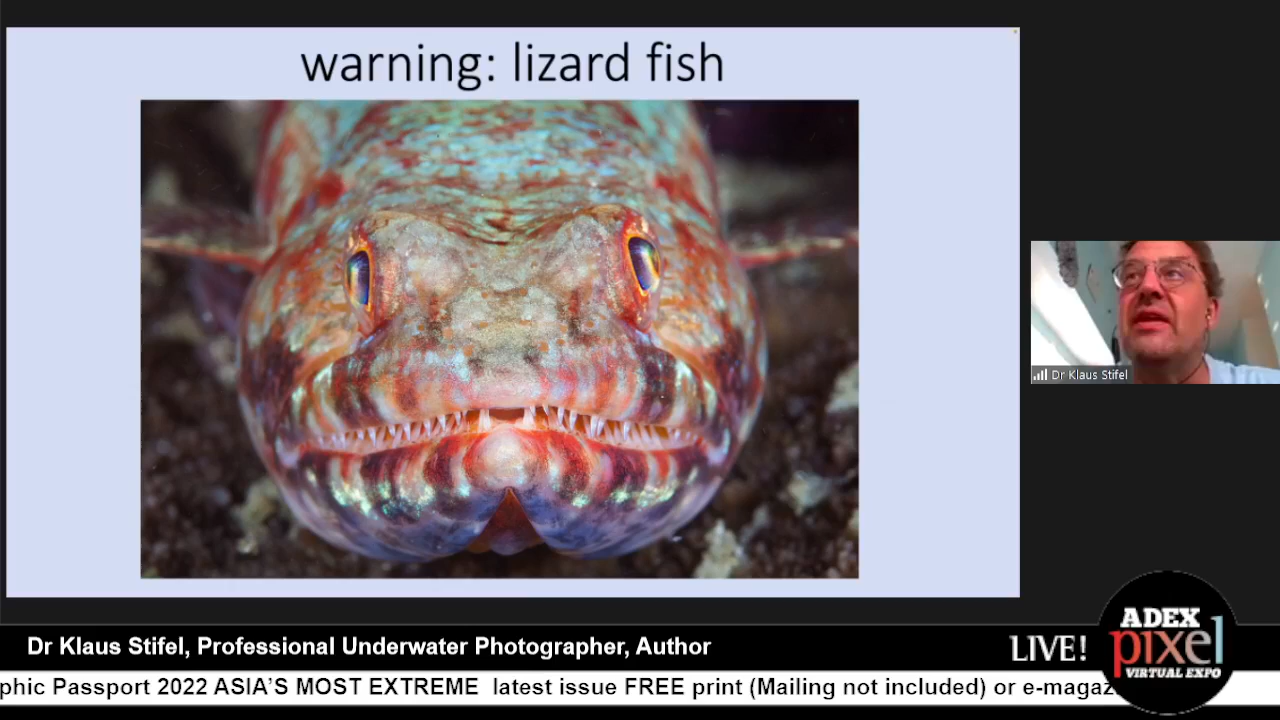 warning: lizard fish
Dr Klaus Stifel
Dr Klaus Stifel, Professional Underwater Photographer, Author
LIVE!
ADEX
pixel
VIRTUAL EXPO
phic Passport 2022 ASIA'S MOST EXTREME latest issue FREE print (Mailing not included) or e-magaz